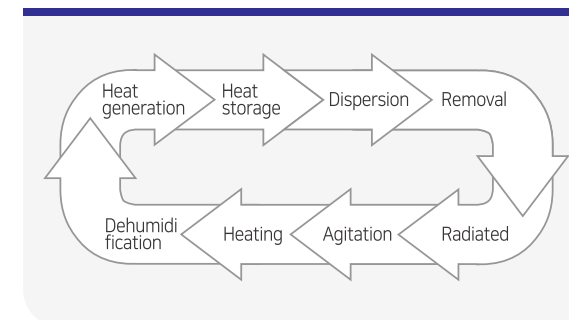 Heat
generation
Heat
storage
Dispersion
Removal
Dehumidi
fication
Heating
Agitation
Radiated